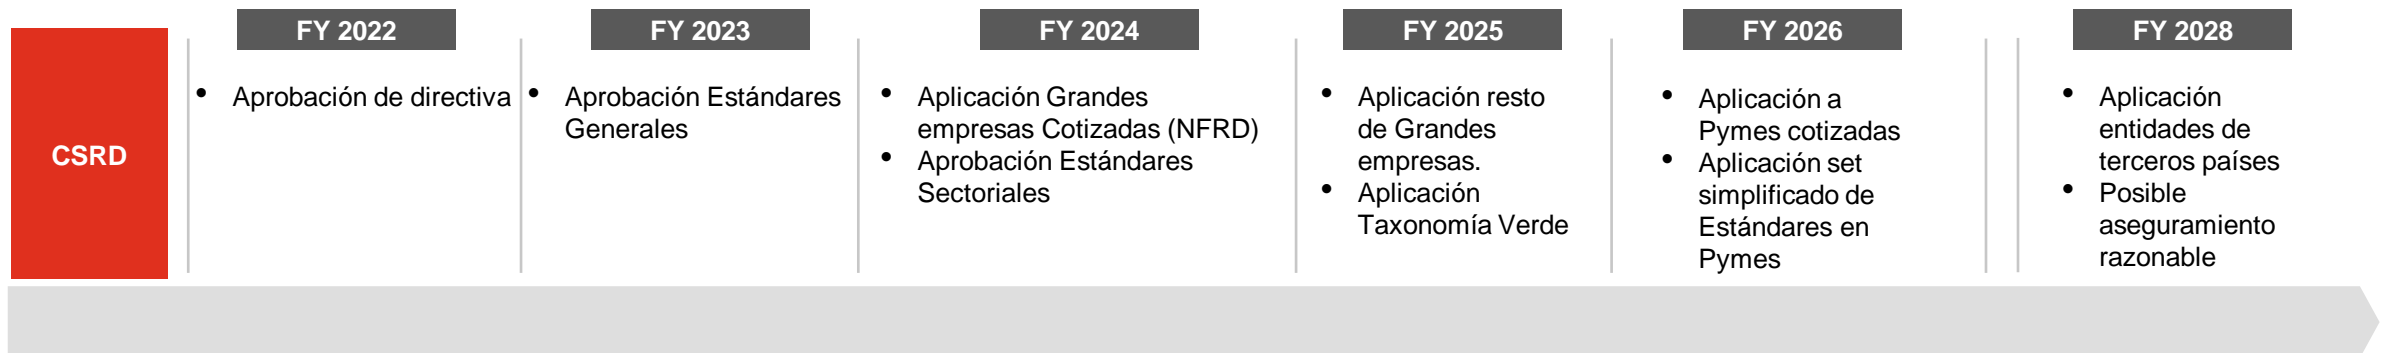 CSRD
FY 2022
• Aprobación de directiva
FY 2023
• Aprobación Estándares
Generales
FY 2024
• Aplicación Grandes
empresas Cotizadas (NFRD)
• Aprobación Estándares
Sectoriales
FY 2025
• Aplicación resto
de Grandes
empresas.
• Aplicación
Taxonomía Verde
FY 2026
• Aplicación a
Pymes cotizadas
• Aplicación set
simplificado de
Estándares en
Pymes
FY 2028
• Aplicación
entidades de
terceros países
• Posible
aseguramiento
razonable